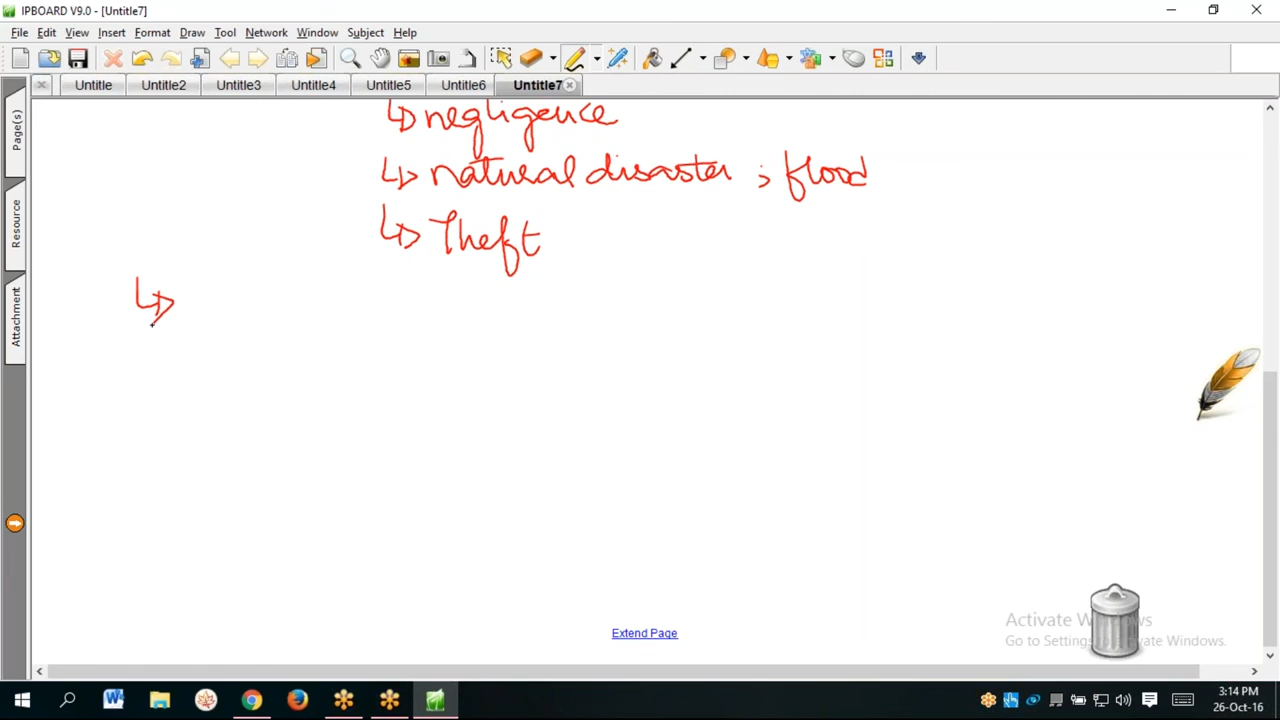 IPBOARD V9.0 - [Untitle7]
File Edit View Insert Format Draw Tool Network Window Subject Help
Untitle Untitle2 Untitle3 Untitle4 Untitle5 Untitle6 Untitle7
Page(s)
Resource
Attachment
negligence
natural disaster ; flood
Theft
Activate Windows
Go to Settings to activate Windows.
Extend Page
3:14 PM
26-Oct-16